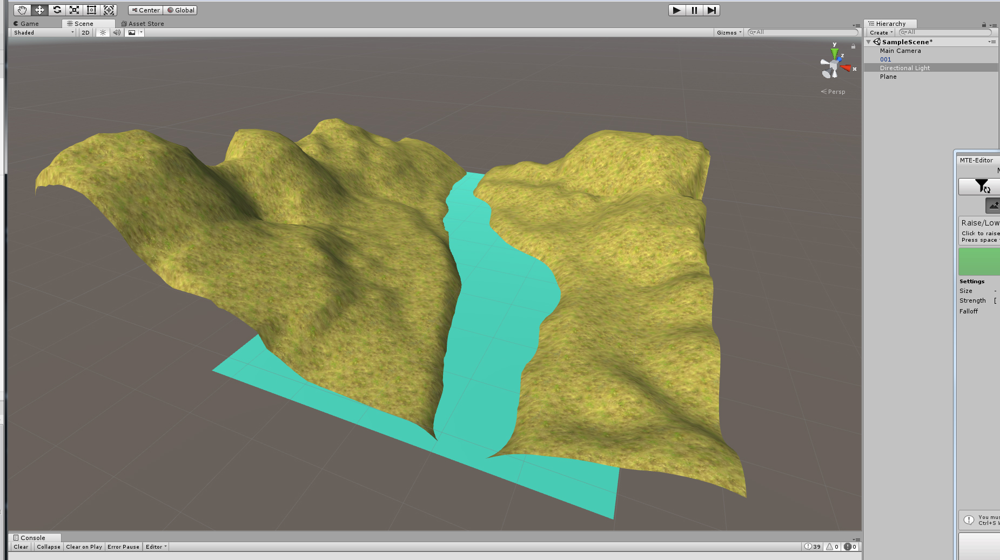 Center Global
Game Scene Asset Store
Shaded 2D Gizmos All
y
z
x
Persp
Hierarchy
Create All
SampleScene*
Main Camera
001
Directional Light
Plane
MTE-Editor
Raise/Low
Click to raise
Press space
Settings
Size
Strength
Falloff
You mus
Ctrl+S
Console
Clear Collapse Clear on Play Error Pause Editor 39 0 0